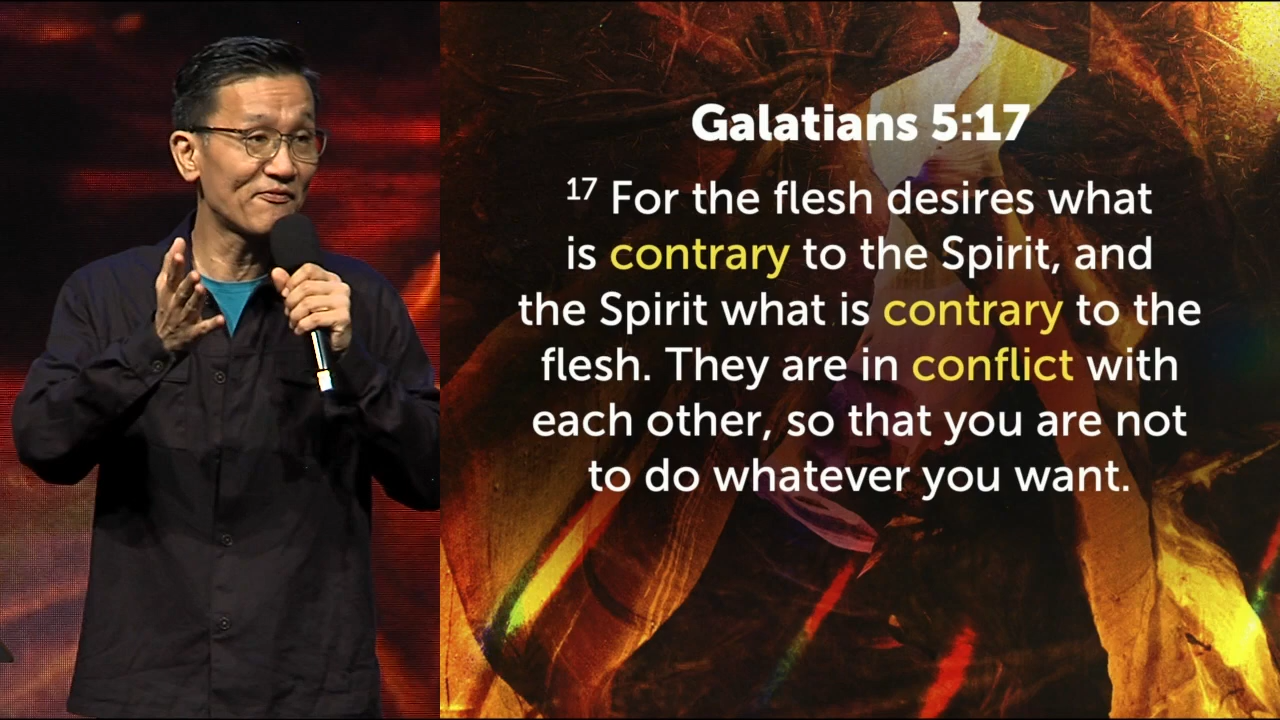 Galatians 5:17
17 For the flesh desires what
is contrary to the Spirit, and
the Spirit what is contrary to the
flesh. They are in conflict with
each other, so that you are not
to do whatever you want.